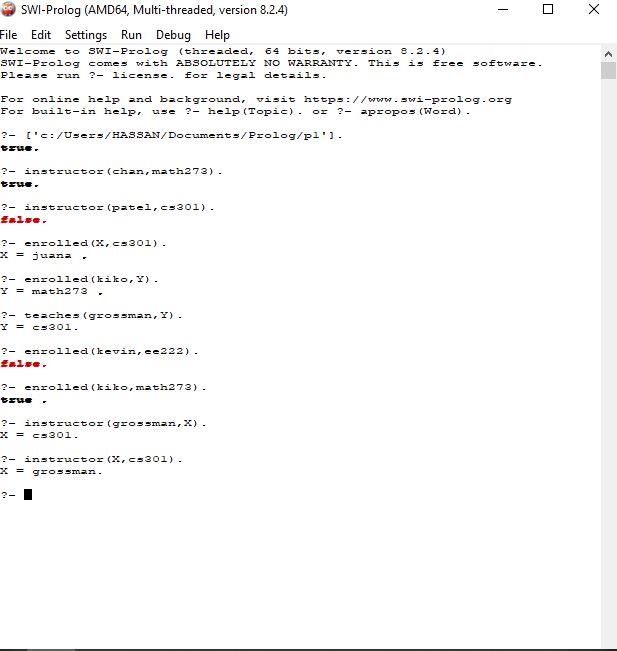 SWI-Prolog (AMD64, Multi-threaded, version 8.2.4)
File Edit Settings Run Debug Help
Welcome to SWI-Prolog (threaded, 64 bits, version 8.2.4)
SWI-Prolog comes with ABSOLUTELY NO WARRANTY. This is free software.
Please run ?- license. for legal details.
For online help and background, visit https://www.swi-prolog.org
For built-in help, use ?- help(Topic). or ?- apropos(Word).
?- ['c:/Users/HASSAN/Documents/Prolog/p1'].
true.
?- instructor(chan,math273).
true.
?- instructor(patel,cs301).
false.
?- enrolled(X,cs301).
X = juana .
?- enrolled(kiko,Y).
Y = math273 .
?- teaches(grossman,Y).
Y = cs301.
?- enrolled(kevin,ee222).
false.
?- enrolled(kiko,math273).
true .
?- instructor(grossman,X).
X = cs301.
?- instructor(X,cs301).
X = grossman.
?-